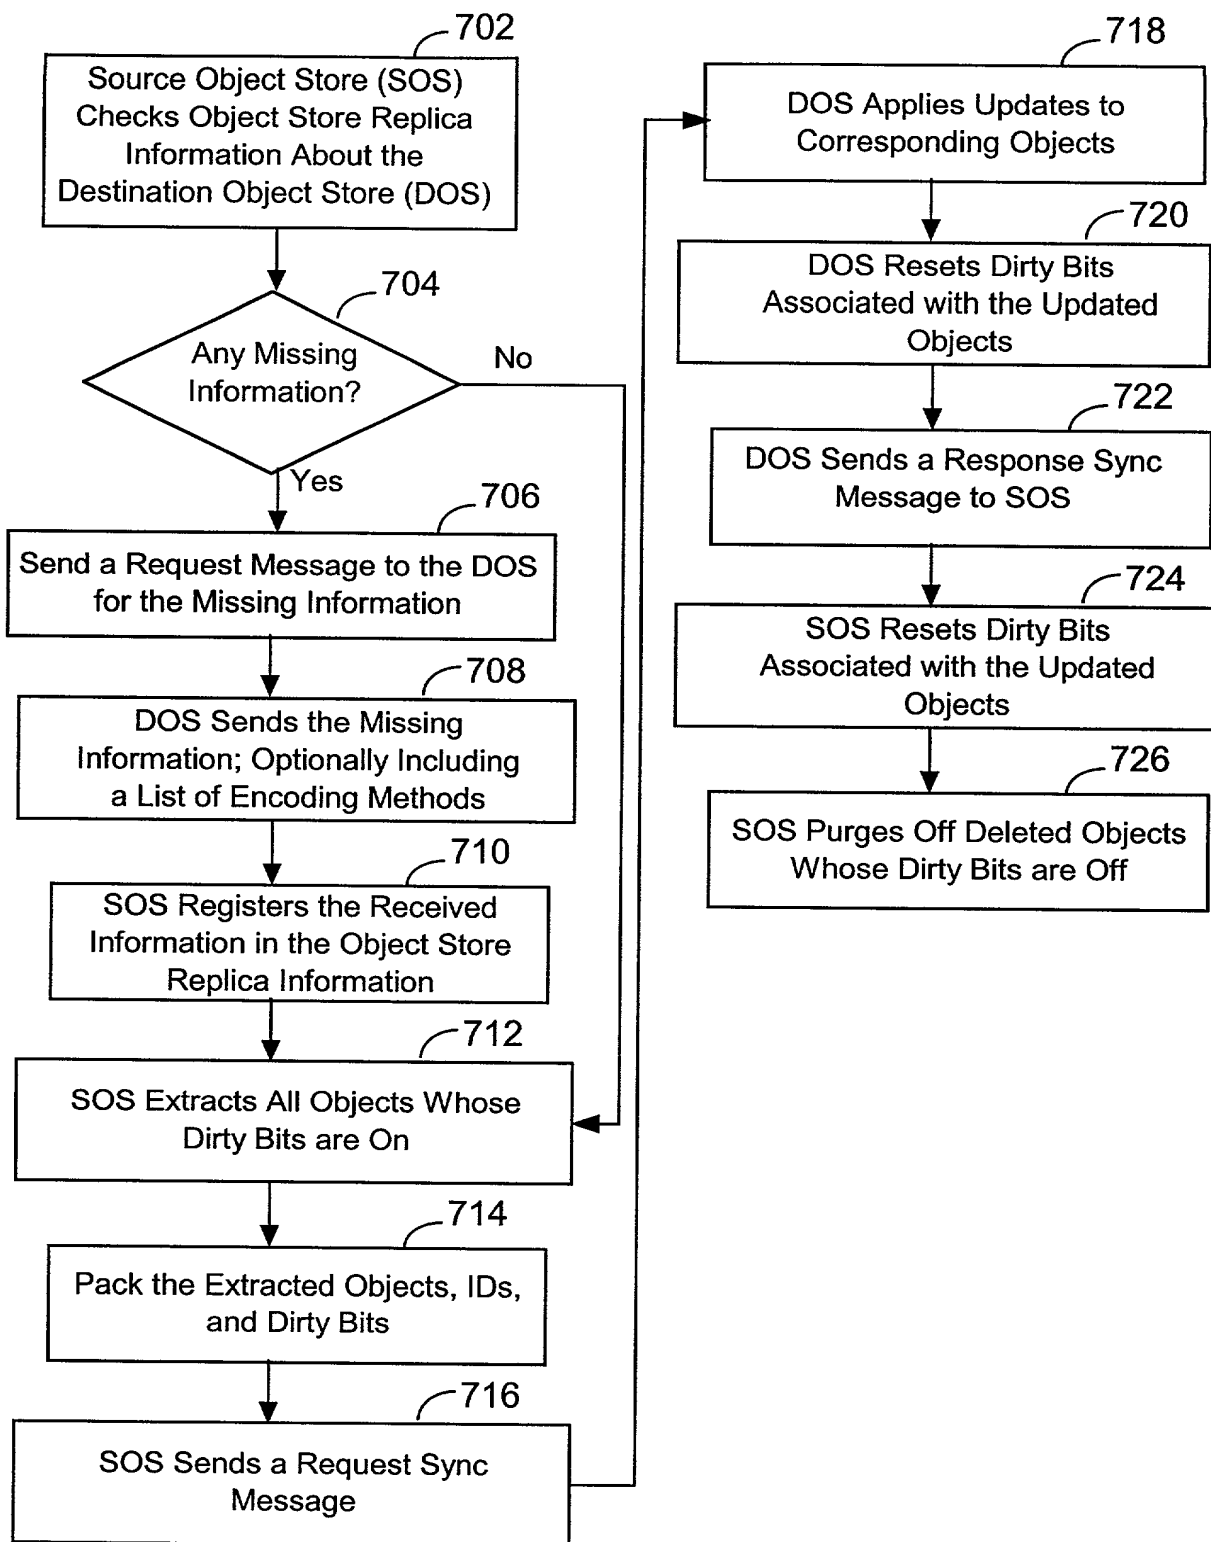 702
Source Object Store (SOS)
Checks Object Store Replica
Information About the
Destination Object Store (DOS)
704
Any Missing
Information?
No
Yes
706
Send a Request Message to the DOS
for the Missing Information
708
DOS Sends the Missing
Information; Optionally Including
a List of Encoding Methods
710
SOS Registers the Received
Information in the Object Store
Replica Information
712
SOS Extracts All Objects Whose
Dirty Bits are On
714
Pack the Extracted Objects, IDs,
and Dirty Bits
716
SOS Sends a Request Sync
Message
718
DOS Applies Updates to
Corresponding Objects
720
DOS Resets Dirty Bits
Associated with the Updated
Objects
722
DOS Sends a Response Sync
Message to SOS
724
SOS Resets Dirty Bits
Associated with the Updated
Objects
726
SOS Purges Off Deleted Objects
Whose Dirty Bits are Off